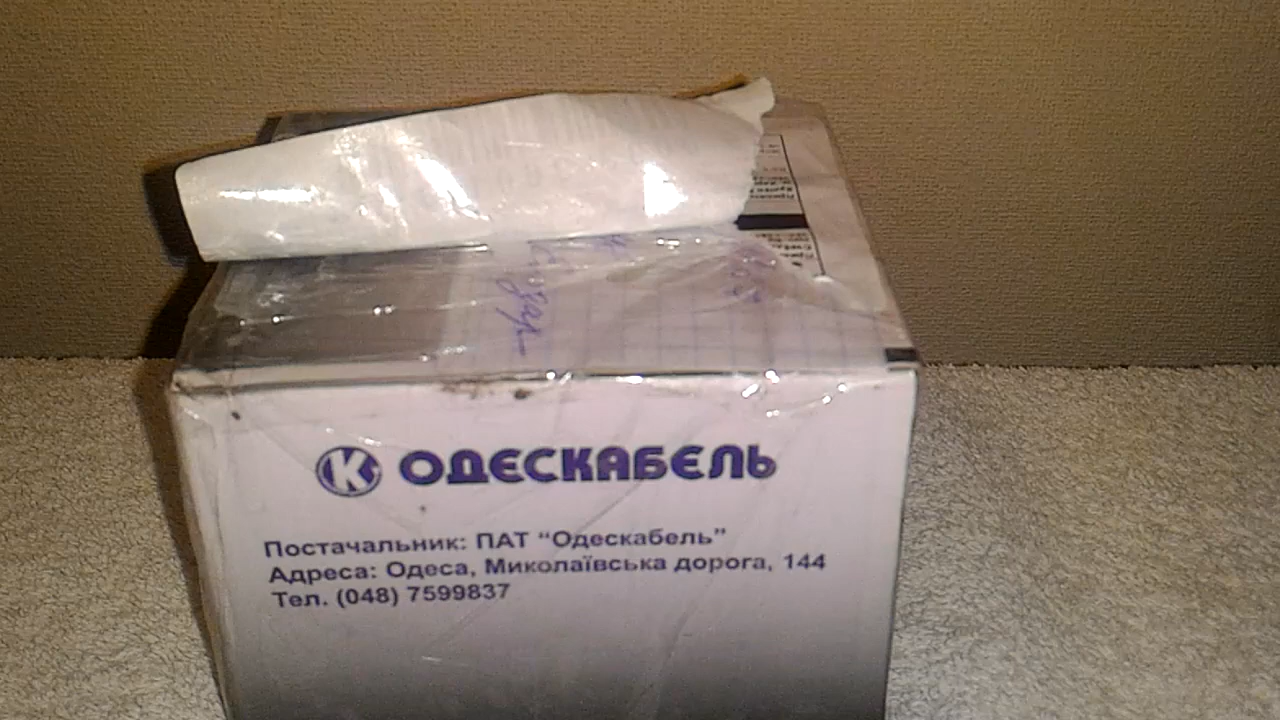 К ОДЕСКАБЕЛЬ
Постачальник: ПАТ “Одескабель”
Адреса: Одеса, Миколаївська дорога, 144
Тел. (048) 7599837